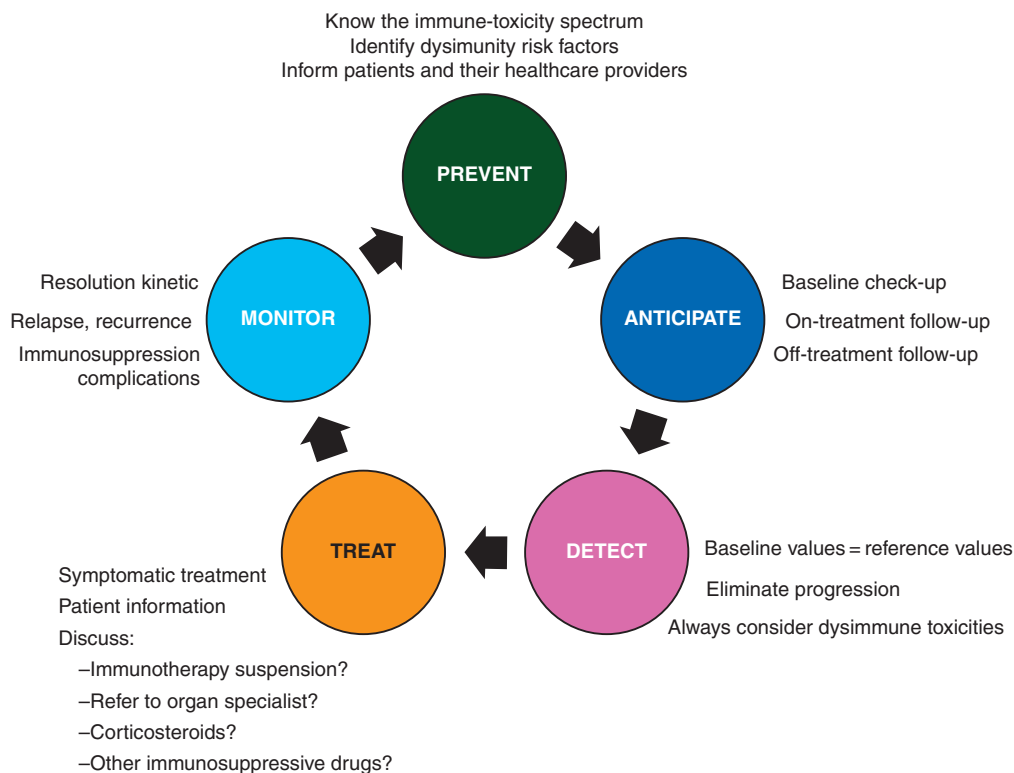 Know the immune-toxicity spectrum
Identify dysimunity risk factors
Inform patients and their healthcare providers
PREVENT
ANTICIPATE
Baseline check-up
On-treatment follow-up
Off-treatment follow-up
DETECT
Baseline values = reference values
Eliminate progression
Always consider dysimmune toxicities
TREAT
Symptomatic treatment
Patient information
Discuss:
–Immunotherapy suspension?
–Refer to organ specialist?
–Corticosteroids?
–Other immunosuppressive drugs?
MONITOR
Resolution kinetic
Relapse, recurrence
Immunosuppression
complications